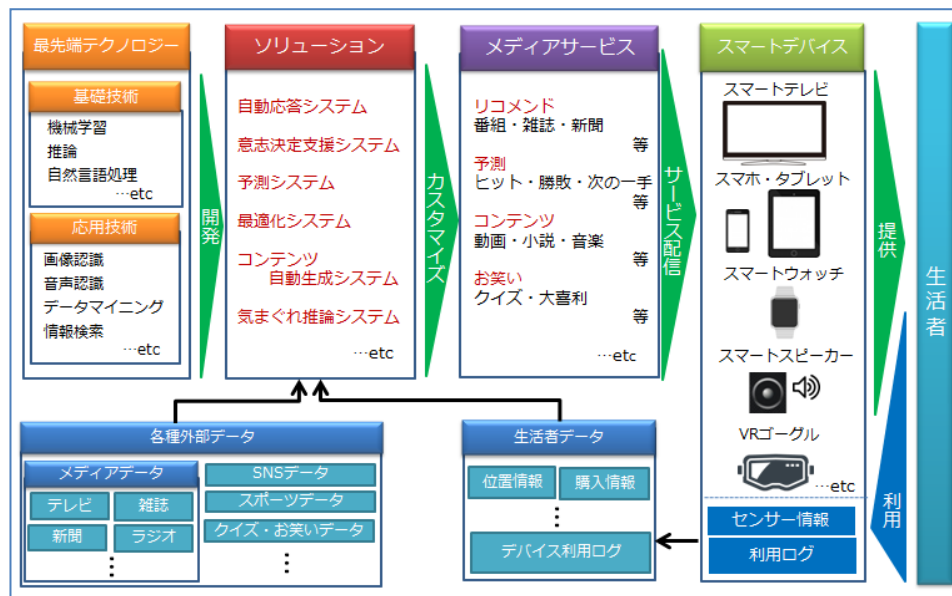 最先端テクノロジー
基礎技術
機械学習
推論
自然言語処理
…etc
応用技術
画像認識
音声認識
データマイニング
情報検索
…etc
開発
ソリューション
自動応答システム
意志決定支援システム
予測システム
最適化システム
コンテンツ
自動生成システム
気まぐれ推論システム
…etc
カスタマイズ
メディアサービス
リコメンド
番組・雑誌・新聞
等
予測
ヒット・勝敗・次の一手
等
コンテンツ
動画・小説・音楽
等
お笑い
クイズ・大喜利
等
…etc
サービス配信
スマートデバイス
スマートテレビ
スマホ・タブレット
スマートウォッチ
スマートスピーカー
VRゴーグル
…etc
センサー情報
利用ログ
提供
利用
生活者
各種外部データ
メディアデータ
テレビ
雑誌
新聞
ラジオ
⋮
SNSデータ
スポーツデータ
クイズ・お笑いデータ
⋮
生活者データ
位置情報
購入情報
⋮
デバイス利用ログ